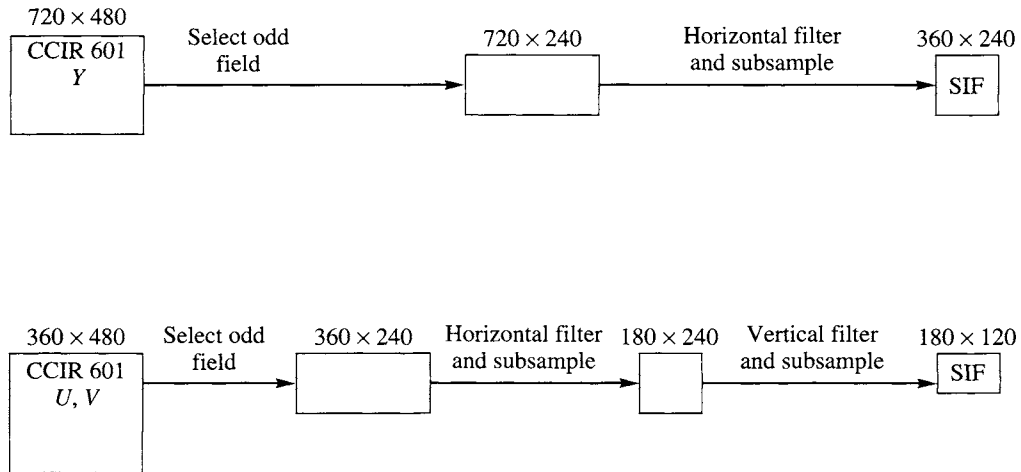 720 × 480
CCIR 601
Y
Select odd
field
720 × 240
Horizontal filter
and subsample
360 × 240
SIF
360 × 480
CCIR 601
U, V
Select odd
field
360 × 240
Horizontal filter
and subsample
180 × 240
Vertical filter
and subsample
180 × 120
SIF